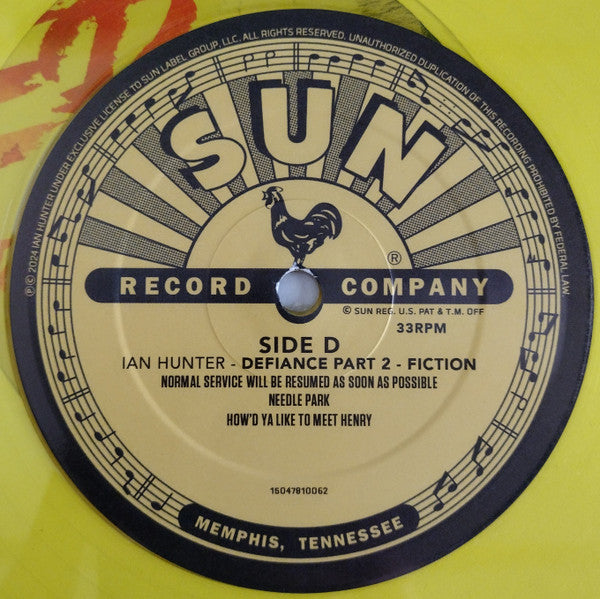 ℗© 2024 IAN HUNTER UNDER EXCLUSIVE LICENSE TO SUN LABEL GROUP, LLC. ALL RIGHTS RESERVED. UNAUTHORIZED DUPLICATION OF THIS RECORDING PROHIBITED BY FEDERAL LAW
SUN
®
RECORD COMPANY
© SUN REG. U.S. PAT & T.M. OFF
33RPM
SIDE D
IAN HUNTER - DEFIANCE PART 2 - FICTION
NORMAL SERVICE WILL BE RESUMED AS SOON AS POSSIBLE
NEEDLE PARK
HOW'D YA LIKE TO MEET HENRY
15047810062
MEMPHIS, TENNESSEE